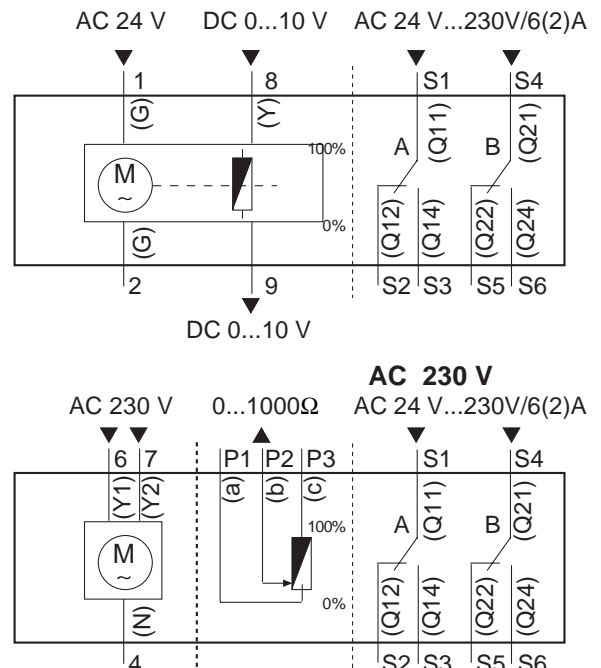 AC 24 V DC 0...10 V AC 24 V...230V/6(2)A
1 8 S1 S4
(G) (Y) (Q11) (Q21)
100%
A B
M
~
0%
(G) (Q12) (Q14) (Q22) (Q24)
2 9 S2 S3 S5 S6
DC 0...10 V
AC 230 V
AC 230 V 0...1000Ω AC 24 V...230V/6(2)A
6 7 P1 P2 P3 S1 S4
(Y1) (Y2) (a) (b) (c) (Q11) (Q21)
100%
A B
M
~
0%
(N) (Q12) (Q14) (Q22) (Q24)
4 S2 S3 S5 S6